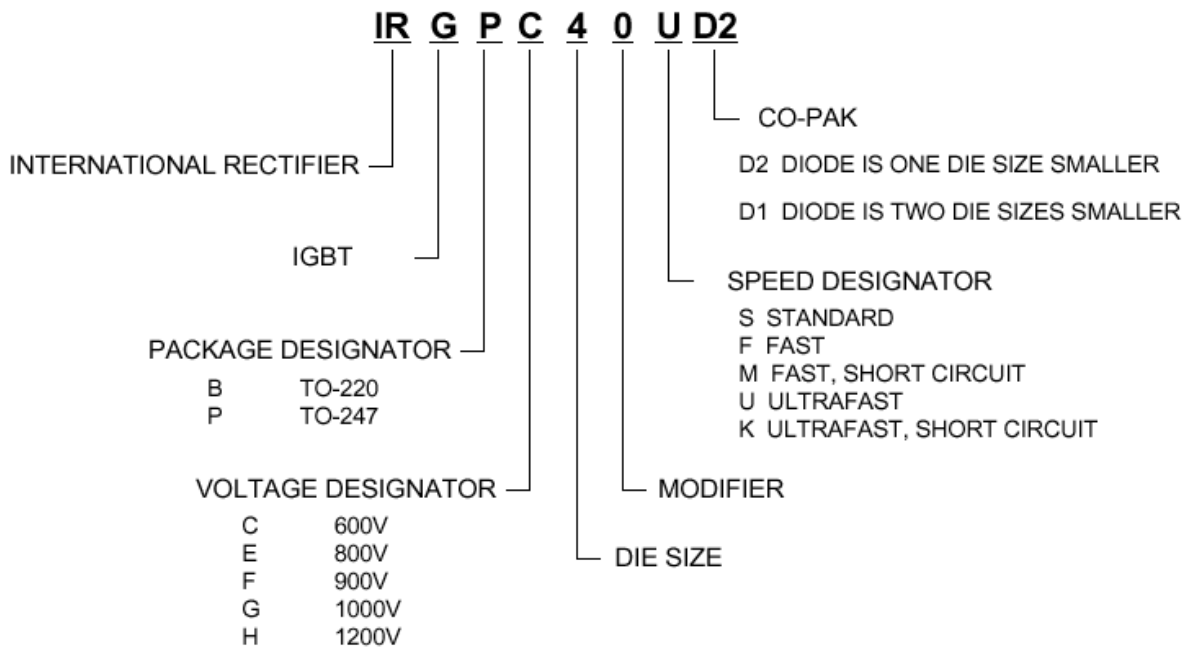 IR G P C 4 0 U D2
CO-PAK
INTERNATIONAL RECTIFIER
D2 DIODE IS ONE DIE SIZE SMALLER
D1 DIODE IS TWO DIE SIZES SMALLER
IGBT
SPEED DESIGNATOR
S STANDARD
F FAST
M FAST, SHORT CIRCUIT
U ULTRAFAST
K ULTRAFAST, SHORT CIRCUIT
PACKAGE DESIGNATOR
B TO-220
P TO-247
VOLTAGE DESIGNATOR
C 600V
E 800V
F 900V
G 1000V
H 1200V
MODIFIER
DIE SIZE